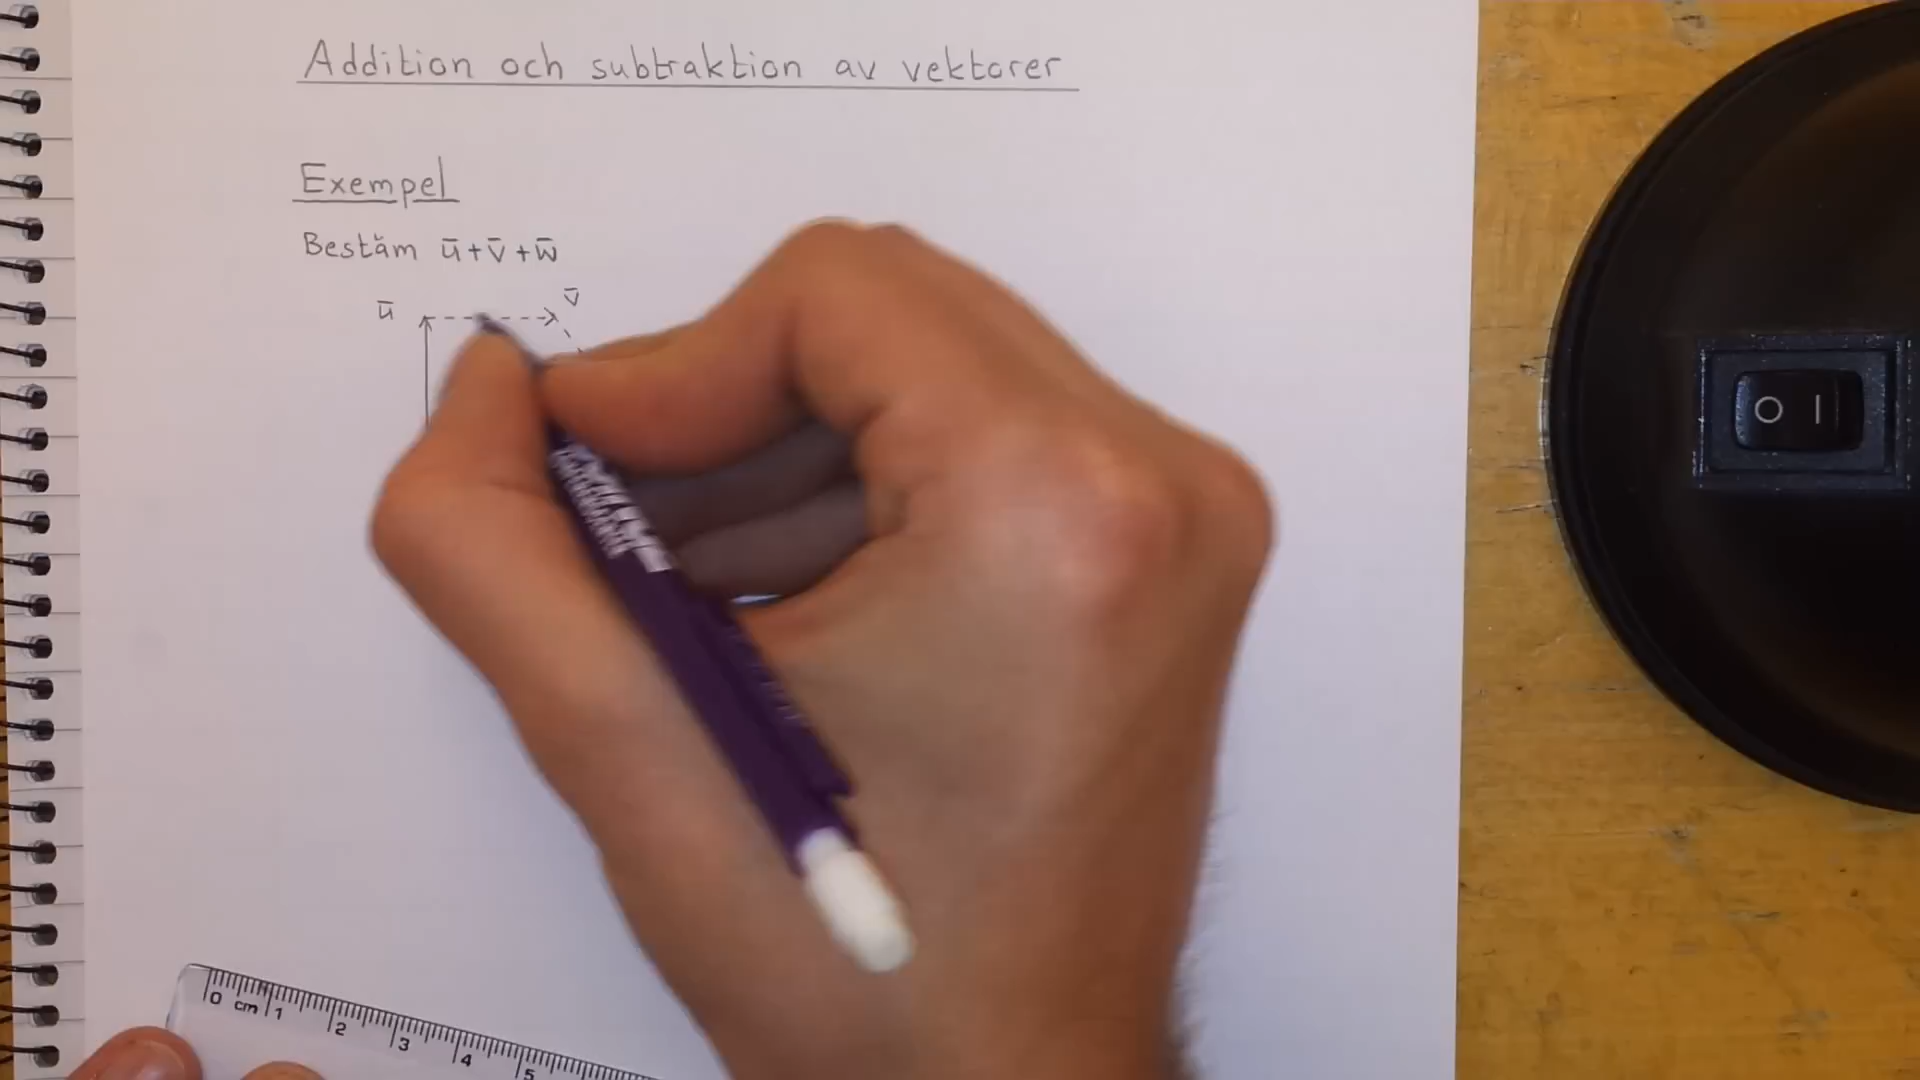 Addition och subtraktion av vektorer
Exempel
Bestäm ū + v̄ + w̄
ū
v̄
0 cm 1 2 3 4 5
O I